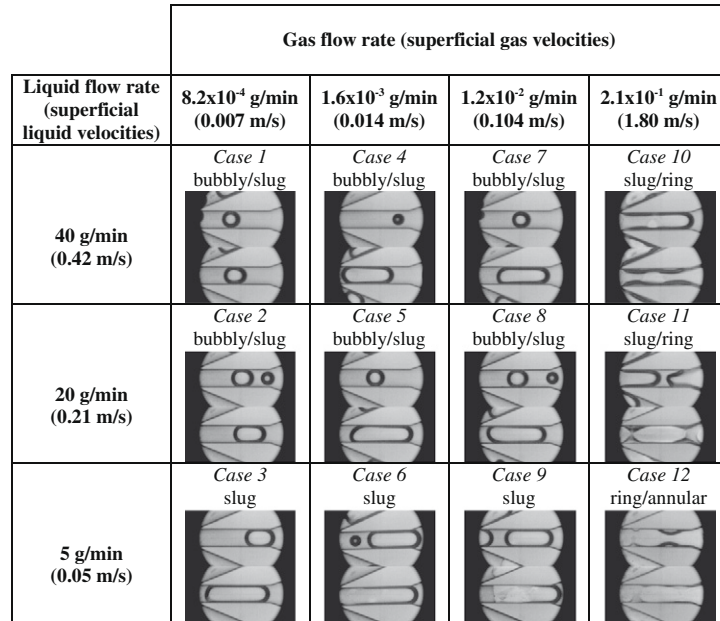 Gas flow rate (superficial gas velocities)
Liquid flow rate
(superficial
liquid velocities)
8.2x10⁻⁴ g/min
(0.007 m/s)
1.6x10⁻³ g/min
(0.014 m/s)
1.2x10⁻² g/min
(0.104 m/s)
2.1x10⁻¹ g/min
(1.80 m/s)
40 g/min
(0.42 m/s)
Case 1
bubbly/slug
Case 4
bubbly/slug
Case 7
bubbly/slug
Case 10
slug/ring
20 g/min
(0.21 m/s)
Case 2
bubbly/slug
Case 5
bubbly/slug
Case 8
bubbly/slug
Case 11
slug/ring
5 g/min
(0.05 m/s)
Case 3
slug
Case 6
slug
Case 9
slug
Case 12
ring/annular